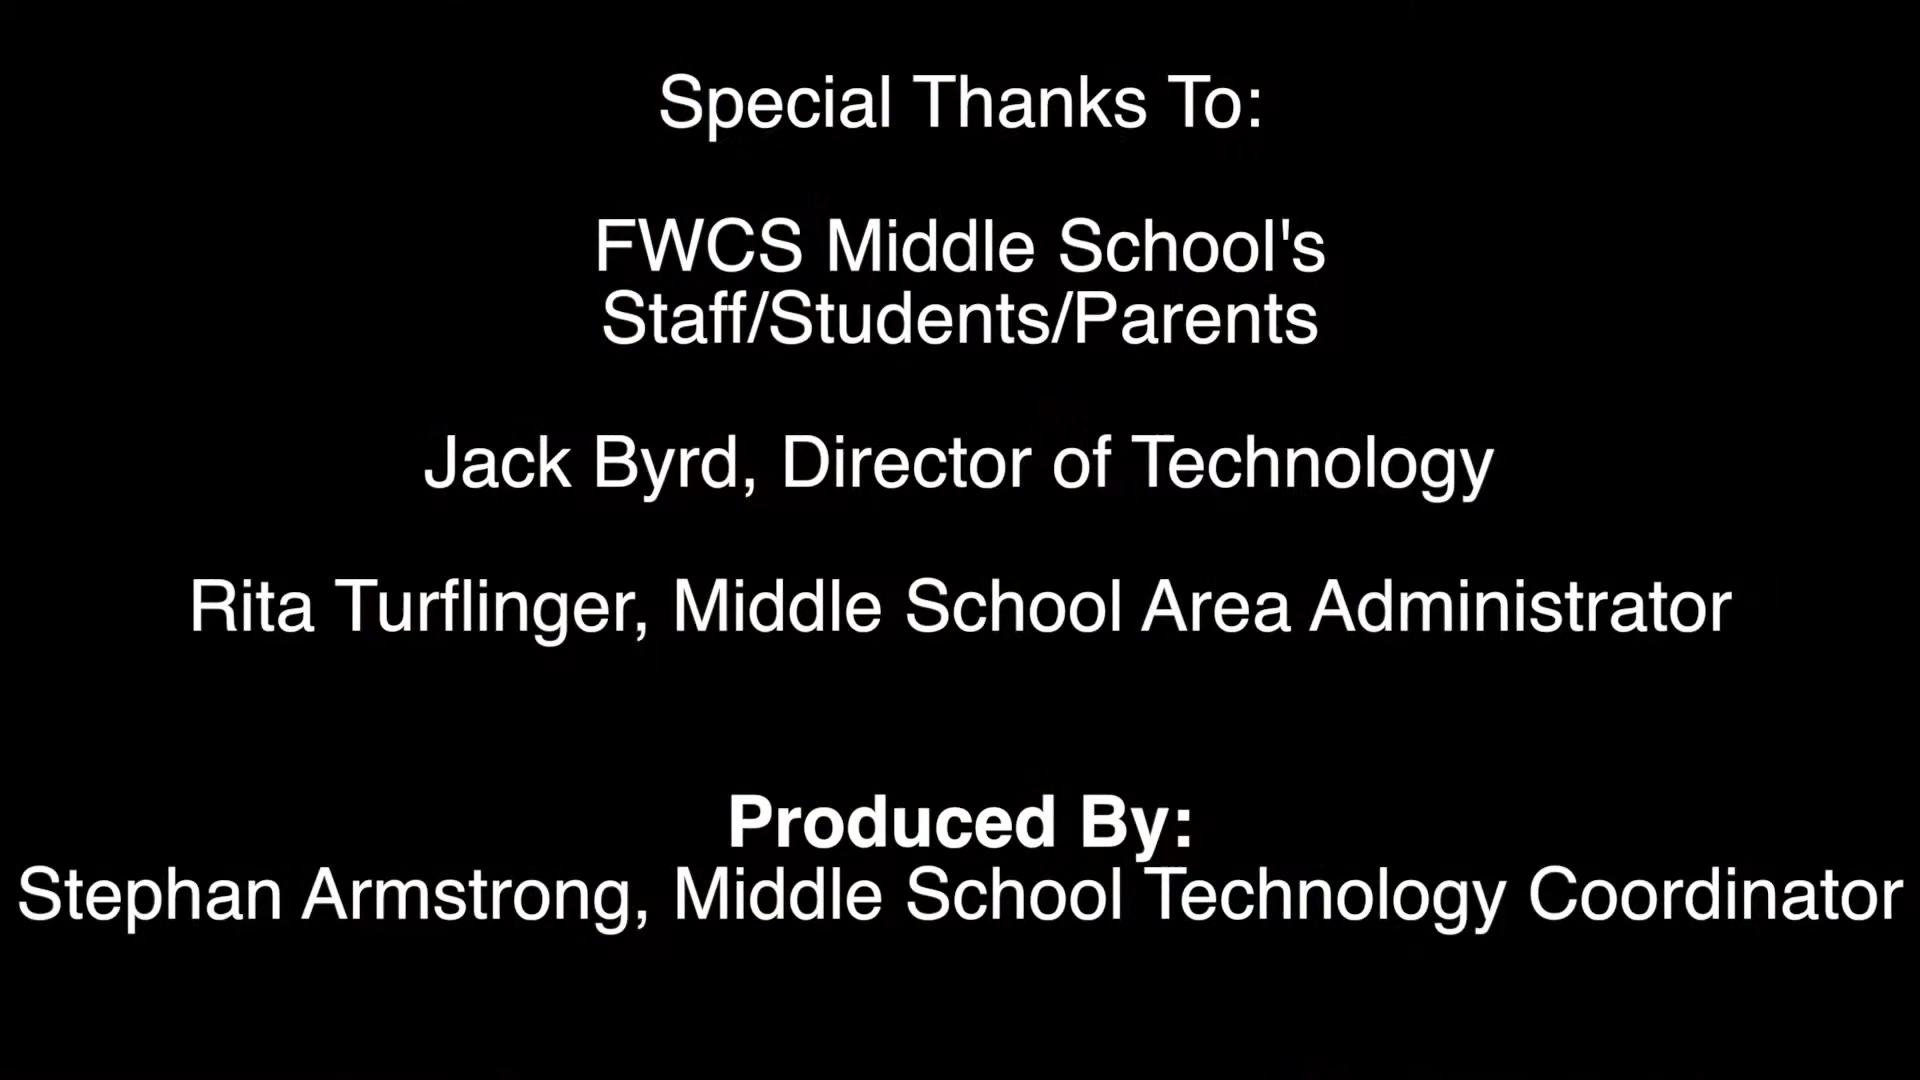 Special Thanks To:
FWCS Middle School's
Staff/Students/Parents
Jack Byrd, Director of Technology
Rita Turflinger, Middle School Area Administrator
Produced By:
Stephan Armstrong, Middle School Technology Coordinator